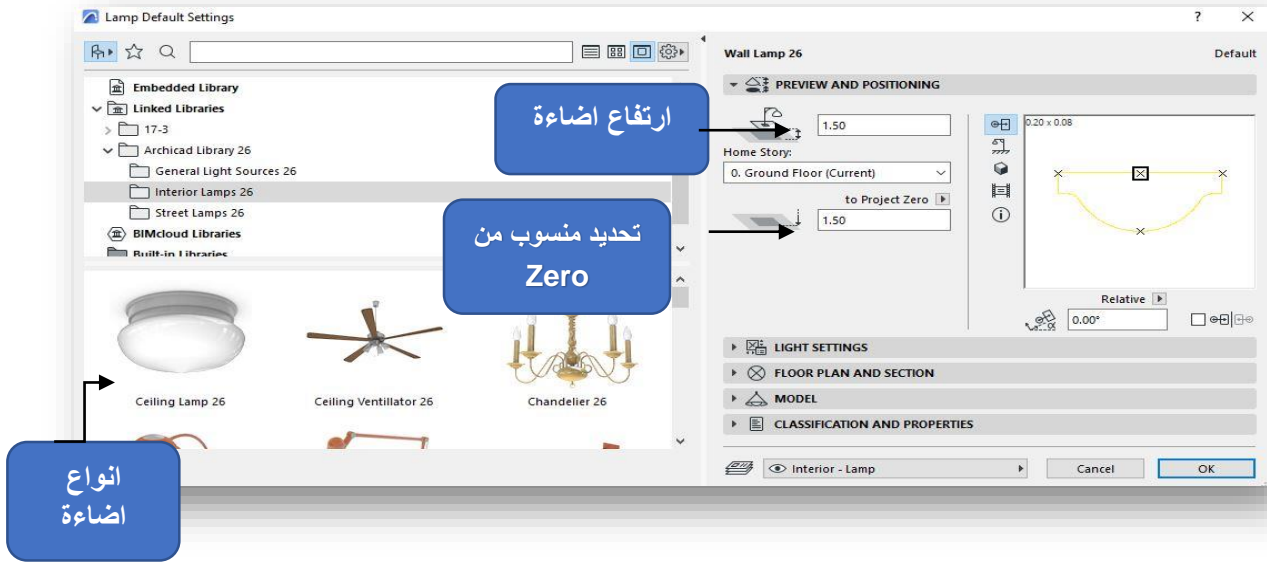 Lamp Default Settings
Embedded Library
Linked Libraries
17-3
Archicad Library 26
General Light Sources 26
Interior Lamps 26
Street Lamps 26
BIMcloud Libraries
Built-in Libraries
Ceiling Lamp 26
Ceiling Ventillator 26
Chandelier 26
انواع
اضاءة
ارتفاع اضاءة
تحديد منسوب من
Zero
Wall Lamp 26
Default
PREVIEW AND POSITIONING
1.50
Home Story:
0. Ground Floor (Current)
to Project Zero
1.50
0.20 x 0.08
Relative
0.00°
LIGHT SETTINGS
FLOOR PLAN AND SECTION
MODEL
CLASSIFICATION AND PROPERTIES
Interior - Lamp
Cancel
OK